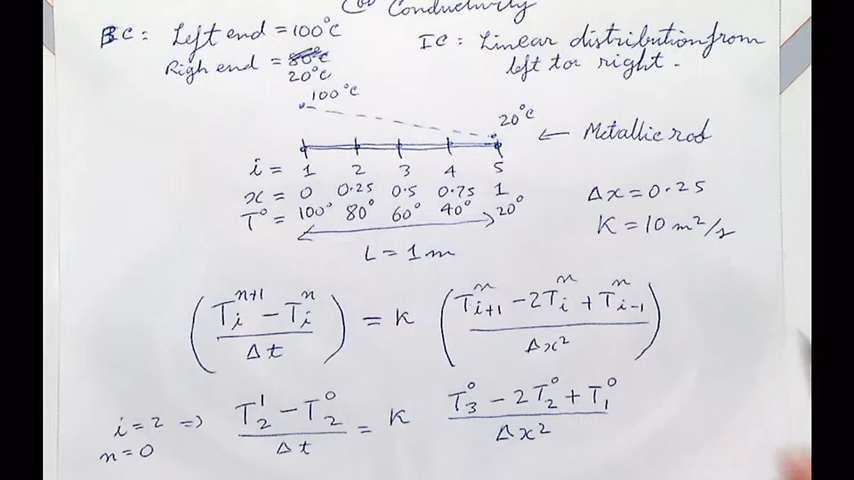 Conductivity
BC: Left end = 100°C
Righ end = 80°C
20°C
IC: Linear distribution from
left to right.
100°C
20°C
← Metallic rod
i = 1 2 3 4 5
x = 0 0.25 0.5 0.75 1
T° = 100° 80° 60° 40° 20°
L = 1 m
Δx = 0.25
K = 10 m²/s
(T_i^{n+1} - T_i^n / Δt) = K (T_{i+1}^n - 2T_i^n + T_{i-1}^n / Δx²)
i = 2 ⇒ T_2^1 - T_2^0 / Δt = K T_3^0 - 2T_2^0 + T_1^0 / Δx²
n = 0